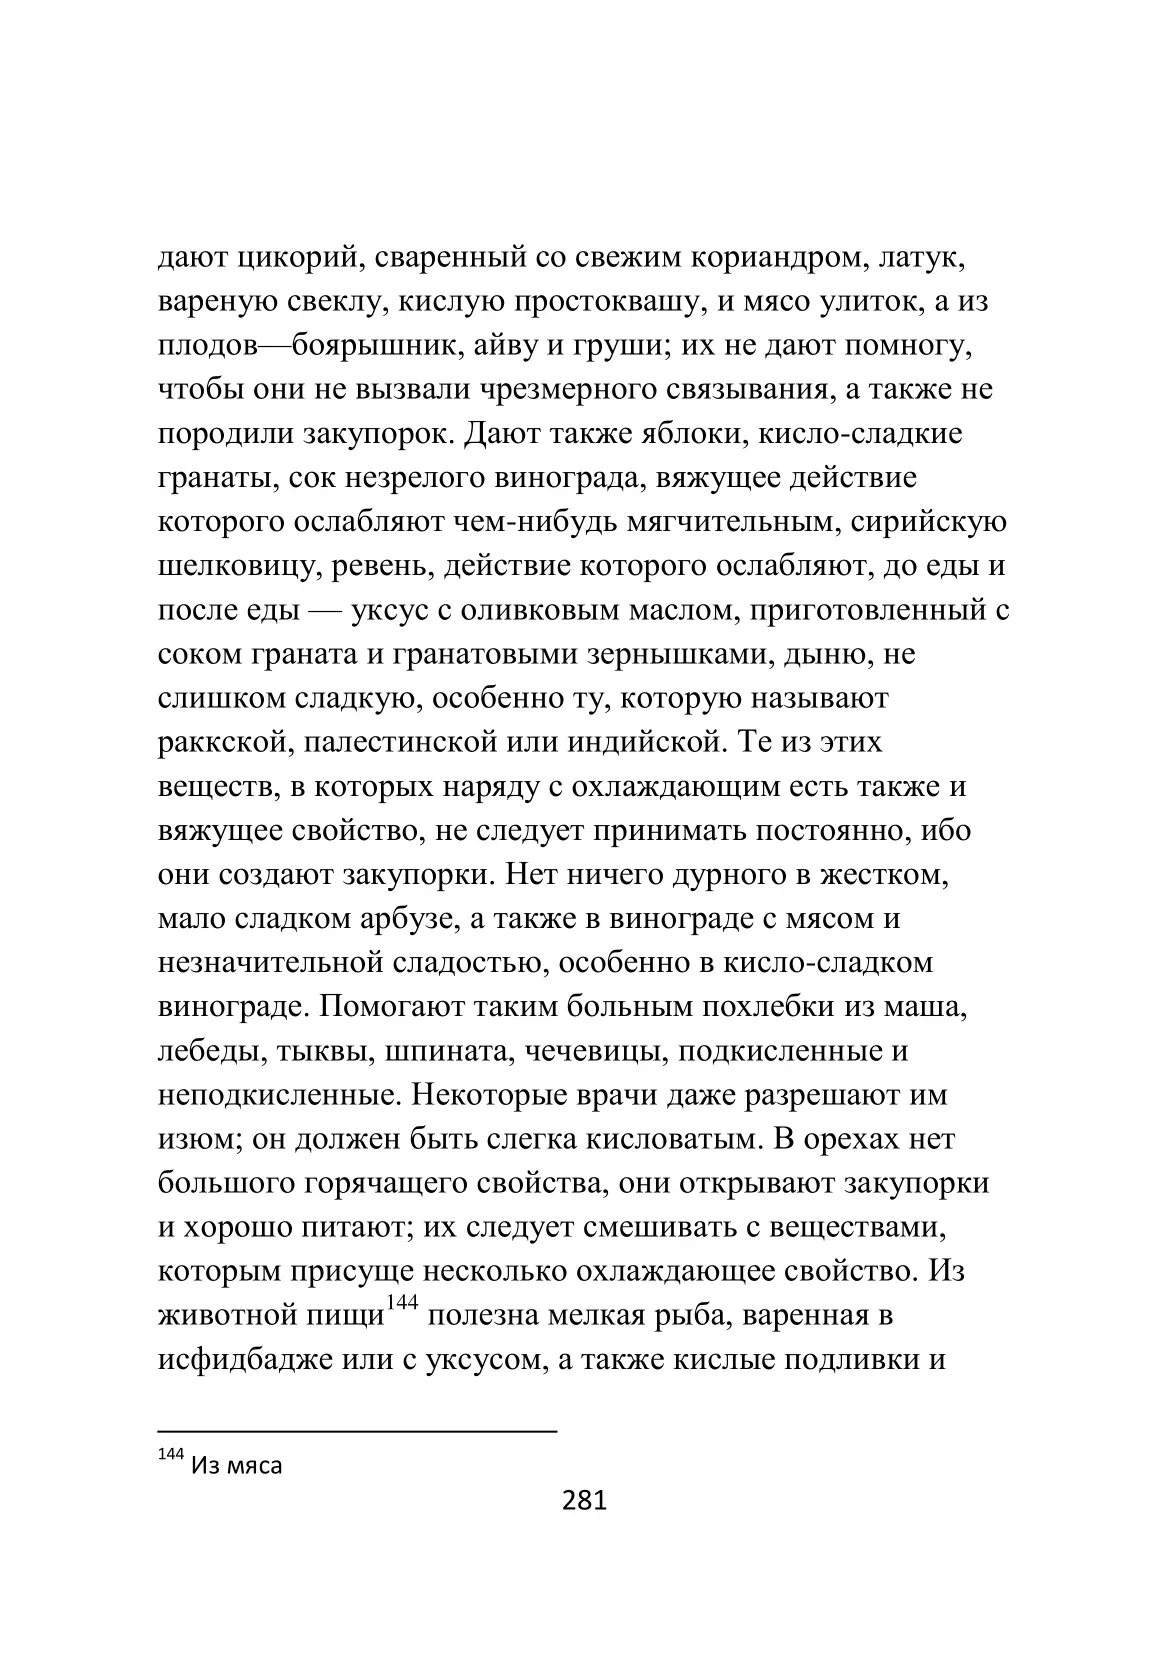 дают цикорий, сваренный со свежим кориандром, латук,
вареную свеклу, кислую простоквашу, и мясо улиток, а из
плодов—боярышник, айву и груши; их не дают помногу,
чтобы они не вызвали чрезмерного связывания, а также не
породили закупорок. Дают также яблоки, кисло-сладкие
гранаты, сок незрелого винограда, вяжущее действие
которого ослабляют чем-нибудь мягчительным, сирийскую
шелковицу, ревень, действие которого ослабляют, до еды и
после еды — уксус с оливковым маслом, приготовленный с
соком граната и гранатовыми зернышками, дыню, не
слишком сладкую, особенно ту, которую называют
раккской, палестинской или индийской. Те из этих
веществ, в которых наряду с охлаждающим есть также и
вяжущее свойство, не следует принимать постоянно, ибо
они создают закупорки. Нет ничего дурного в жестком,
мало сладком арбузе, а также в винограде с мясом и
незначительной сладостью, особенно в кисло-сладком
винограде. Помогают таким больным похлебки из маша,
лебеды, тыквы, шпината, чечевицы, подкисленные и
неподкисленные. Некоторые врачи даже разрешают им
изюм; он должен быть слегка кисловатым. В орехах нет
большого горячащего свойства, они открывают закупорки
и хорошо питают; их следует смешивать с веществами,
которым присуще несколько охлаждающее свойство. Из
животной пищи144 полезна мелкая рыба, варенная в
исфидбадже или с уксусом, а также кислые подливки и
144 Из мяса
281